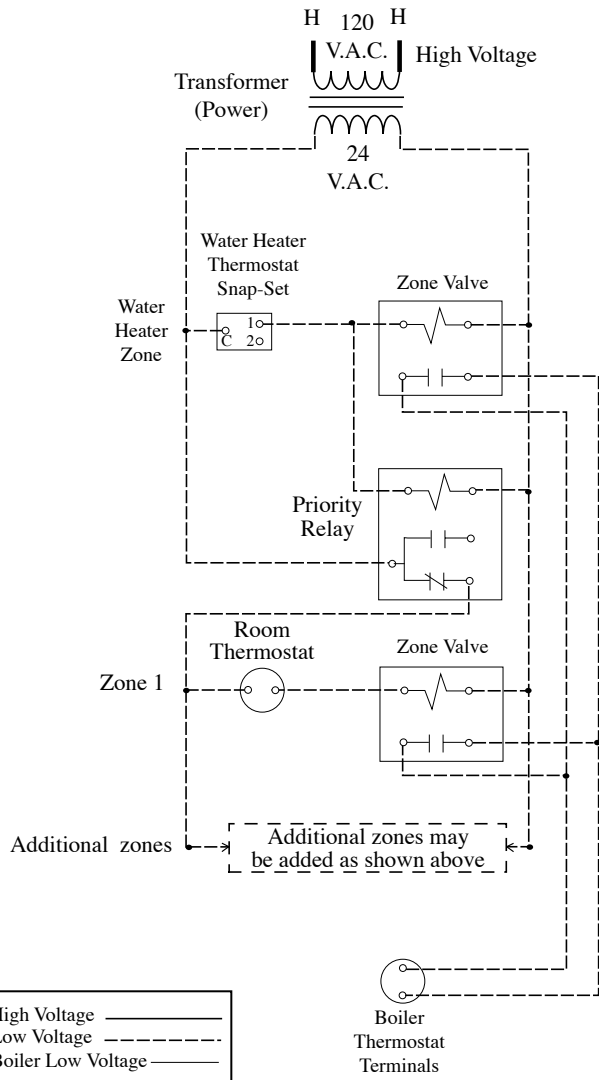 H 120 H
V.A.C. High Voltage
Transformer
(Power)
24
V.A.C.
Water Heater
Thermostat
Snap-Set
Zone Valve
Water
Heater
Zone
1
C 2
Priority
Relay
Room
Thermostat
Zone Valve
Zone 1
Additional zones
Additional zones may
be added as shown above
Boiler
Thermostat
Terminals
High Voltage
Low Voltage
Boiler Low Voltage